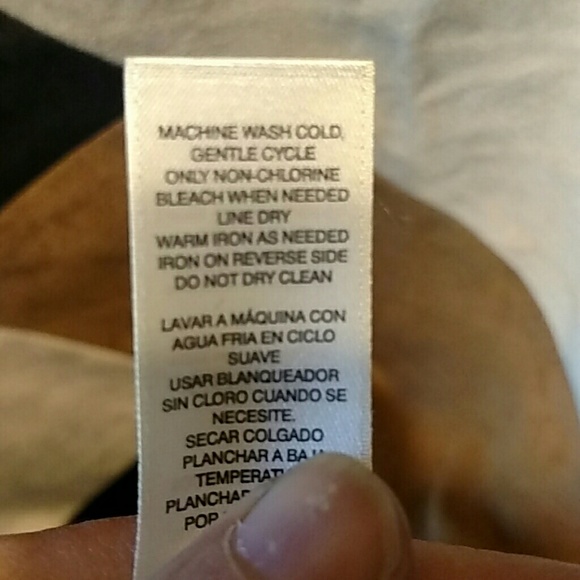 MACHINE WASH COLD,
GENTLE CYCLE
ONLY NON-CHLORINE
BLEACH WHEN NEEDED
LINE DRY
WARM IRON AS NEEDED
IRON ON REVERSE SIDE
DO NOT DRY CLEAN
LAVAR A MÁQUINA CON
AGUA FRIA EN CICLO
SUAVE
USAR BLANQUEADOR
SIN CLORO CUANDO SE
NECESITE.
SECAR COLGADO
PLANCHAR A